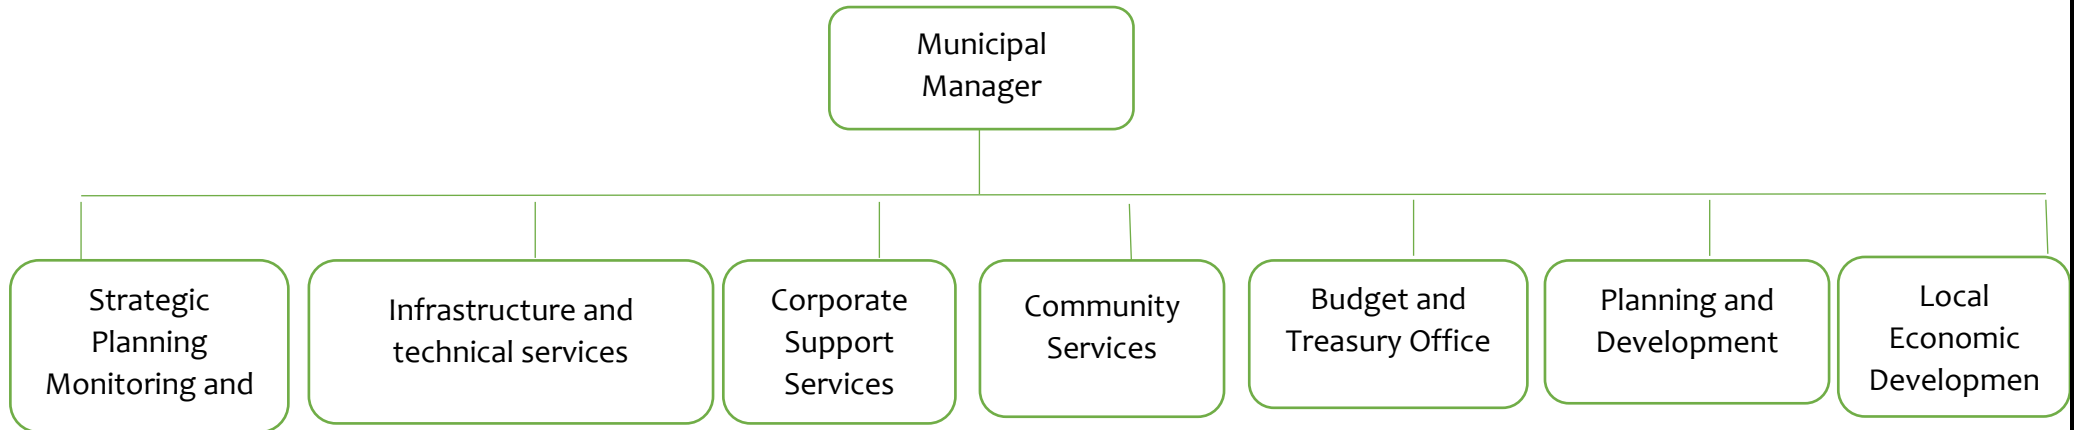 Municipal
Manager
Strategic
Planning
Monitoring and
Infrastructure and
technical services
Corporate
Support
Services
Community
Services
Budget and
Treasury Office
Planning and
Development
Local
Economic
Developmen